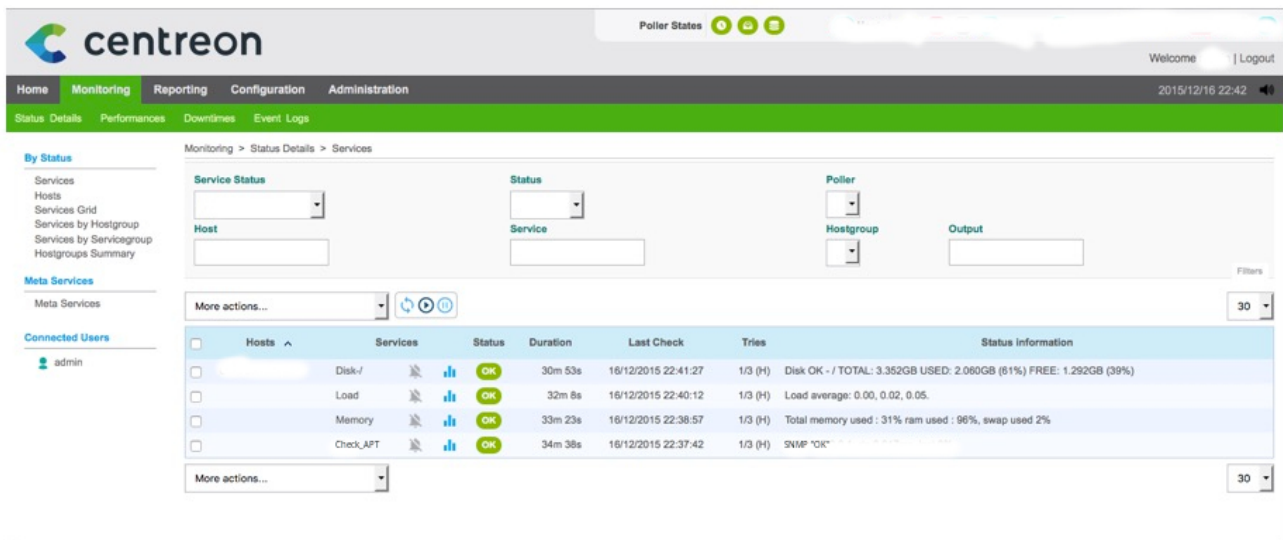 centreon
Poller States
Welcome | Logout
Home Monitoring Reporting Configuration Administration 2015/12/16 22:42
Status Details Performances Downtimes Event Logs
Monitoring > Status Details > Services
By Status
Services
Hosts
Services Grid
Services by Hostgroup
Services by Servicegroup
Hostgroups Summary
Meta Services
Meta Services
Connected Users
admin
Service Status Status Poller
Host Service Hostgroup Output
Filters
More actions... 30
Hosts Services Status Duration Last Check Tries Status information
Disk-/ OK 30m 53s 16/12/2015 22:41:27 1/3 (H) Disk OK - / TOTAL: 3.352GB USED: 2.060GB (61%) FREE: 1.292GB (39%)
Load OK 32m 8s 16/12/2015 22:40:12 1/3 (H) Load average: 0.00, 0.02, 0.05.
Memory OK 33m 23s 16/12/2015 22:38:57 1/3 (H) Total memory used : 31% ram used : 96%, swap used 2%
Check_APT OK 34m 38s 16/12/2015 22:37:42 1/3 (H) SNMP "OK"
More actions... 30